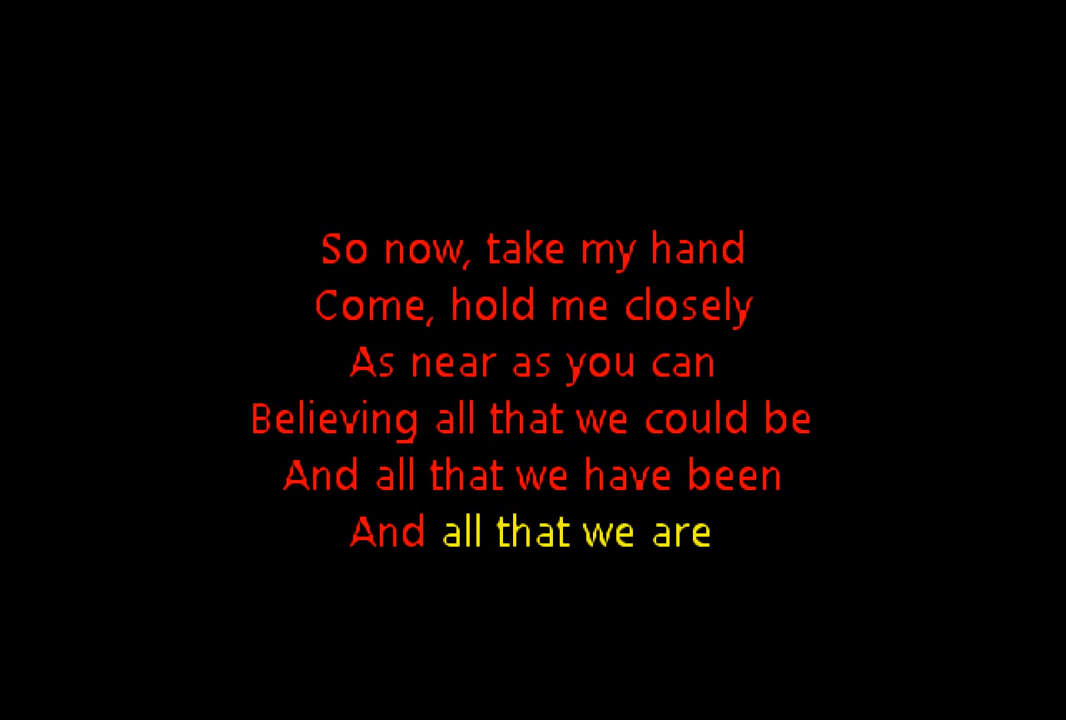 So now, take my hand
Come, hold me closely
As near as you can
Believing all that we could be
And all that we have been
And all that we are